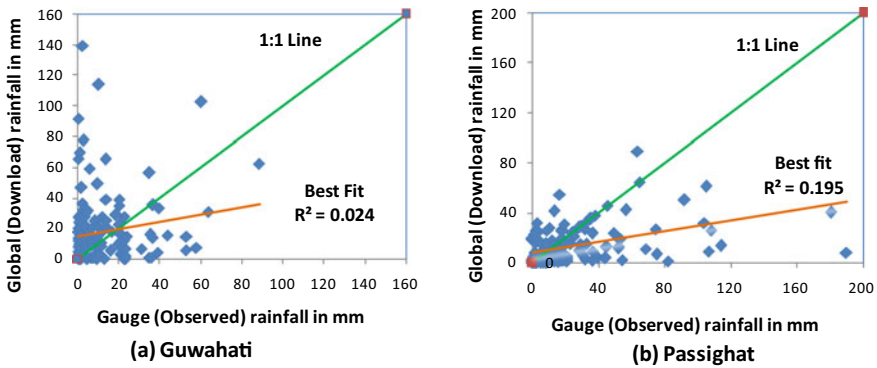 Global (Download) rainfall in mm
160
140
120
100
80
60
40
20
0
0
20
40
60
80
100
120
140
160
1:1 Line
Best Fit
R² = 0.024
Gauge (Observed) rainfall in mm
(a) Guwahati
Global (Download) rainfall in mm
200
160
120
80
40
0
0
0
40
80
120
160
200
1:1 Line
Best fit
R² = 0.195
Gauge (Observed) rainfall in mm
(b) Passighat